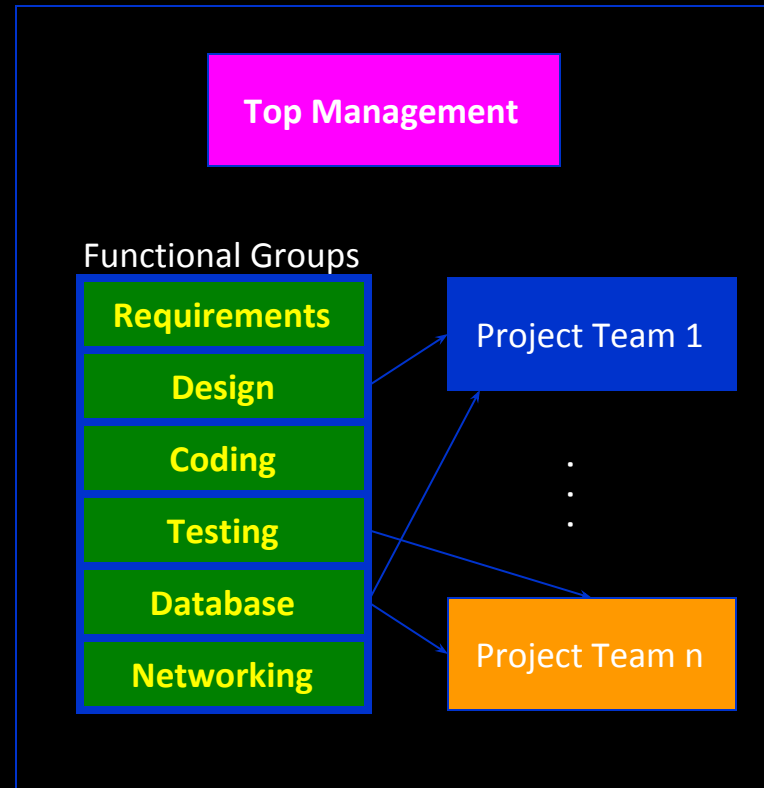 Top Management
Functional Groups
Requirements
Design
Coding
Testing
Database
Networking
Project Team 1
.
.
.
Project Team n